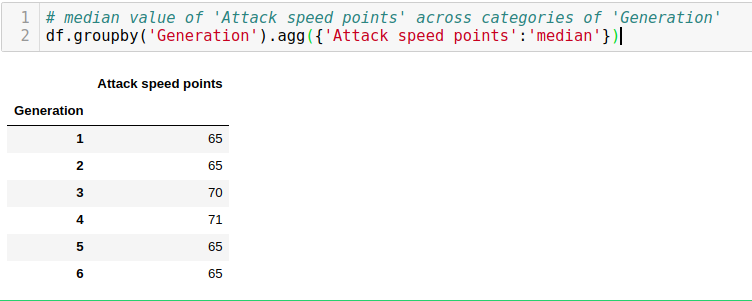 1 # median value of 'Attack speed points' across categories of 'Generation'
2 df.groupby('Generation').agg({'Attack speed points':'median'})
Attack speed points
Generation
1 65
2 65
3 70
4 71
5 65
6 65